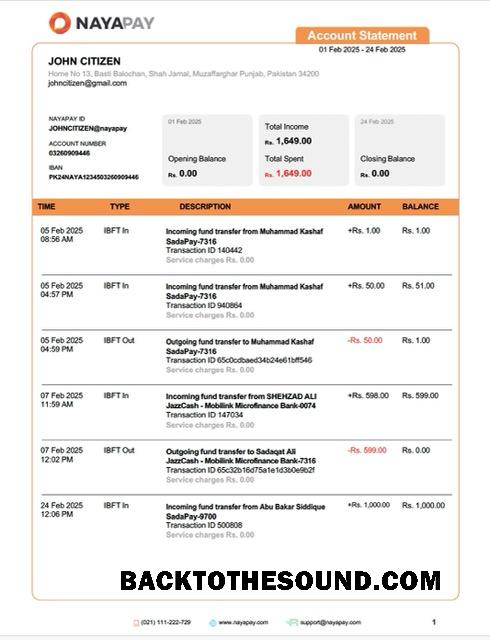 NAYAPAY
Account Statement
01 Feb 2025 - 24 Feb 2025
JOHN CITIZEN
Home No 13, Basti Balochan, Shah Jamal, Muzaffarghar Punjab, Pakistan 34200
johncitizen@gmail.com
NAYAPAY ID
JOHNCITIZEN@nayapay
ACCOUNT NUMBER
03260909446
IBAN
PK24NAYA1234503260909446
01 Feb 2025
Opening Balance
Rs. 0.00
Total Income
Rs. 1,649.00
Total Spent
Rs. 1,649.00
24 Feb 2025
Closing Balance
Rs. 0.00
TIME TYPE DESCRIPTION AMOUNT BALANCE
05 Feb 2025 IBFT In Incoming fund transfer from Muhammad Kashaf +Rs. 1.00 Rs. 1.00
08:56 AM SadaPay-7316
Transaction ID 140442
Service charges Rs. 0.00
05 Feb 2025 IBFT In Incoming fund transfer from Muhammad Kashaf +Rs. 50.00 Rs. 51.00
04:57 PM SadaPay-7316
Transaction ID 940864
Service charges Rs. 0.00
05 Feb 2025 IBFT Out Outgoing fund transfer to Muhammad Kashaf -Rs. 50.00 Rs. 1.00
04:59 PM SadaPay-7316
Transaction ID 65c0cdbaed34b24e61bff546
Service charges Rs. 0.00
07 Feb 2025 IBFT In Incoming fund transfer from SHEHZAD ALI +Rs. 598.00 Rs. 599.00
11:59 AM JazzCash - Mobilink Microfinance Bank-0074
Transaction ID 147034
Service charges Rs. 0.00
07 Feb 2025 IBFT Out Outgoing fund transfer to Sadaqat Ali -Rs. 599.00 Rs. 0.00
12:02 PM JazzCash - Mobilink Microfinance Bank-7316
Transaction ID 65c32b16d75a1e1d3b0e9b2f
Service charges Rs. 0.00
24 Feb 2025 IBFT In Incoming fund transfer from Abu Bakar Siddique +Rs. 1,000.00 Rs. 1,000.00
12:06 PM SadaPay-9700
Transaction ID 500808
Service charges Rs. 0.00
BACKTOTHESOUND.COM
(021) 111-222-729 www.nayapay.com support@nayapay.com 1